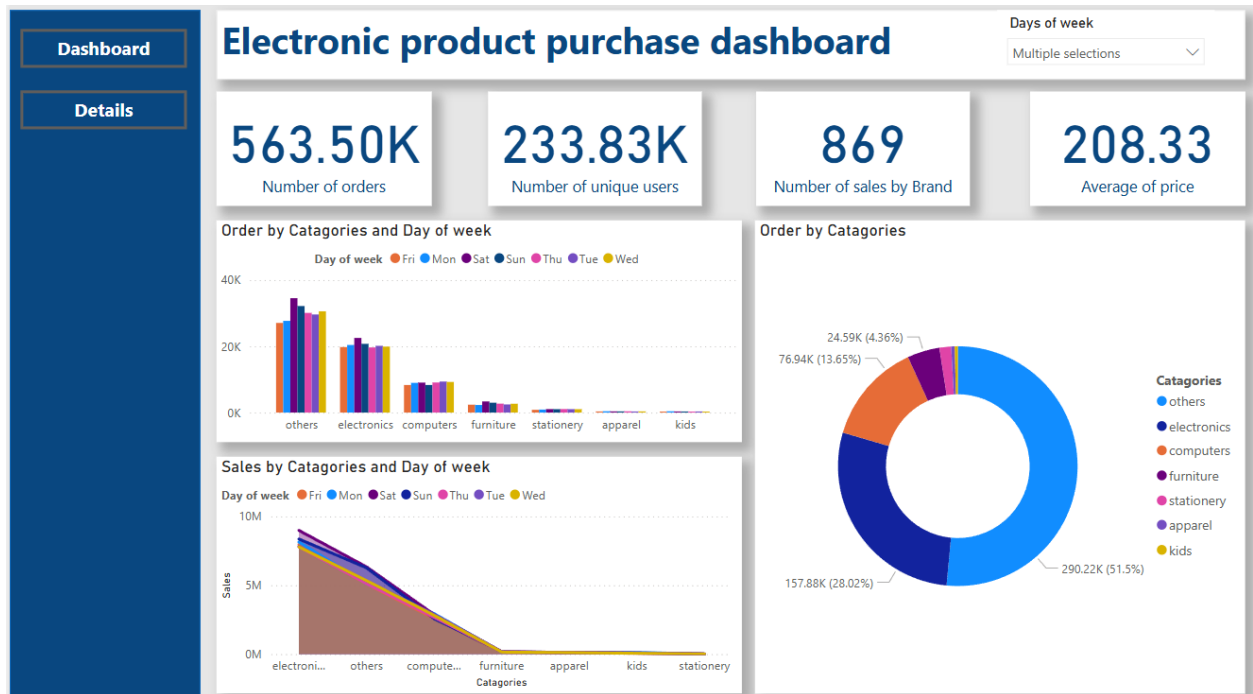 Dashboard
Details
Electronic product purchase dashboard
Days of week
Multiple selections
563.50K
Number of orders
233.83K
Number of unique users
869
Number of sales by Brand
208.33
Average of price
Order by Catagories and Day of week
Day of week Fri Mon Sat Sun Thu Tue Wed
40K
20K
0K
others electronics computers furniture stationery apparel kids
Sales by Catagories and Day of week
Day of week Fri Mon Sat Sun Thu Tue Wed
10M
5M
0M
Sales
electroni... others compute... furniture apparel kids stationery
Catagories
Order by Catagories
24.59K (4.36%)
76.94K (13.65%)
157.88K (28.02%)
290.22K (51.5%)
Catagories
others
electronics
computers
furniture
stationery
apparel
kids